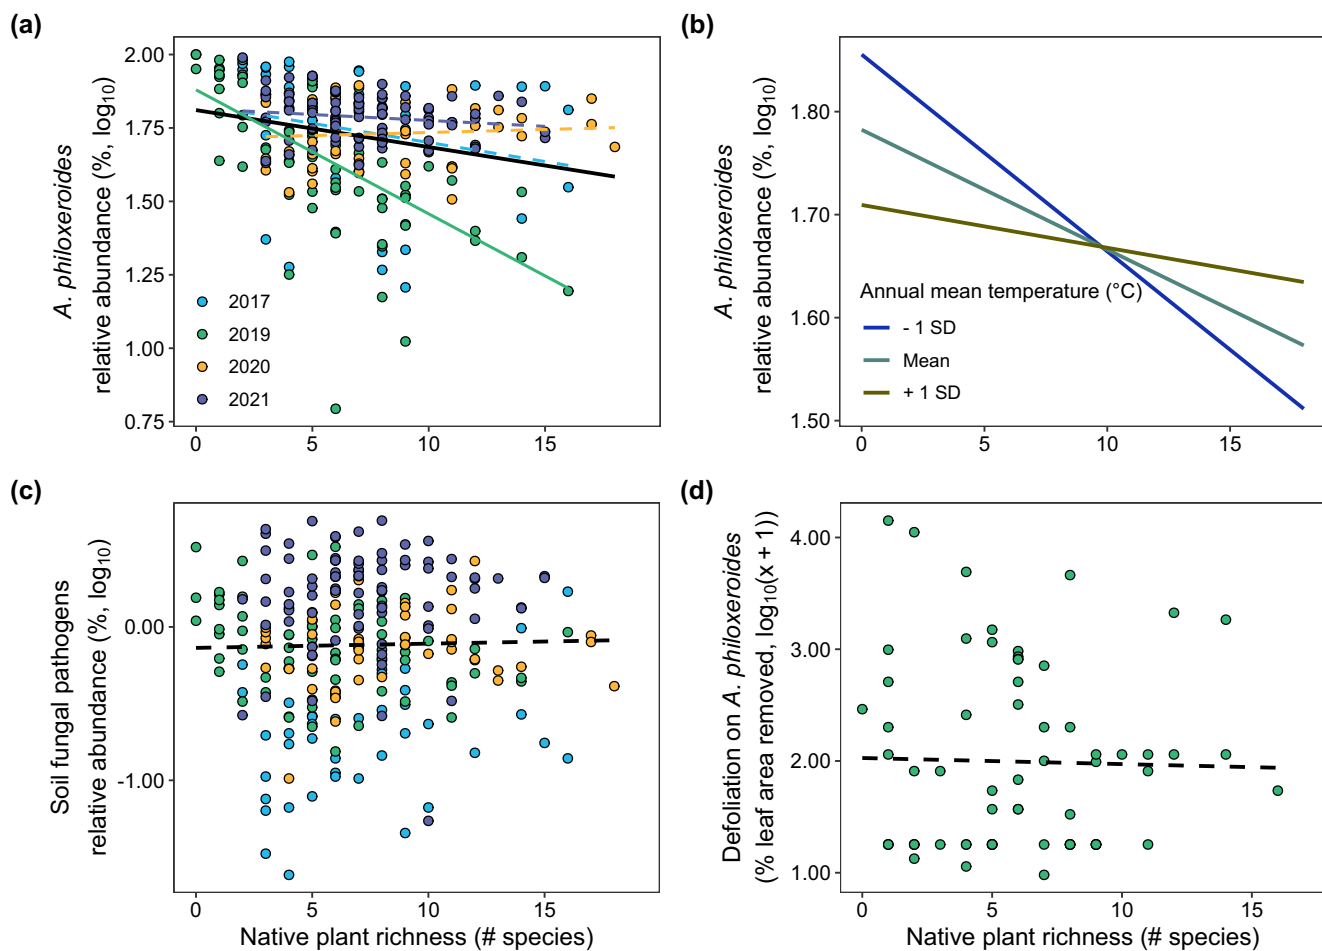 (a)
A. philoxeroides
relative abundance (%, log10)
2.00
1.75
1.50
1.25
1.00
0.75
2017
2019
2020
2021
0
5
10
15
(b)
A. philoxeroides
relative abundance (%, log10)
1.80
1.70
1.60
1.50
Annual mean temperature (°C)
- 1 SD
Mean
+ 1 SD
0
5
10
15
(c)
Soil fungal pathogens
relative abundance (%, log10)
0.00
-1.00
0
5
10
15
Native plant richness (# species)
(d)
Defoliation on A. philoxeroides
(% leaf area removed, log10(x + 1))
4.00
3.00
2.00
1.00
0
5
10
15
Native plant richness (# species)